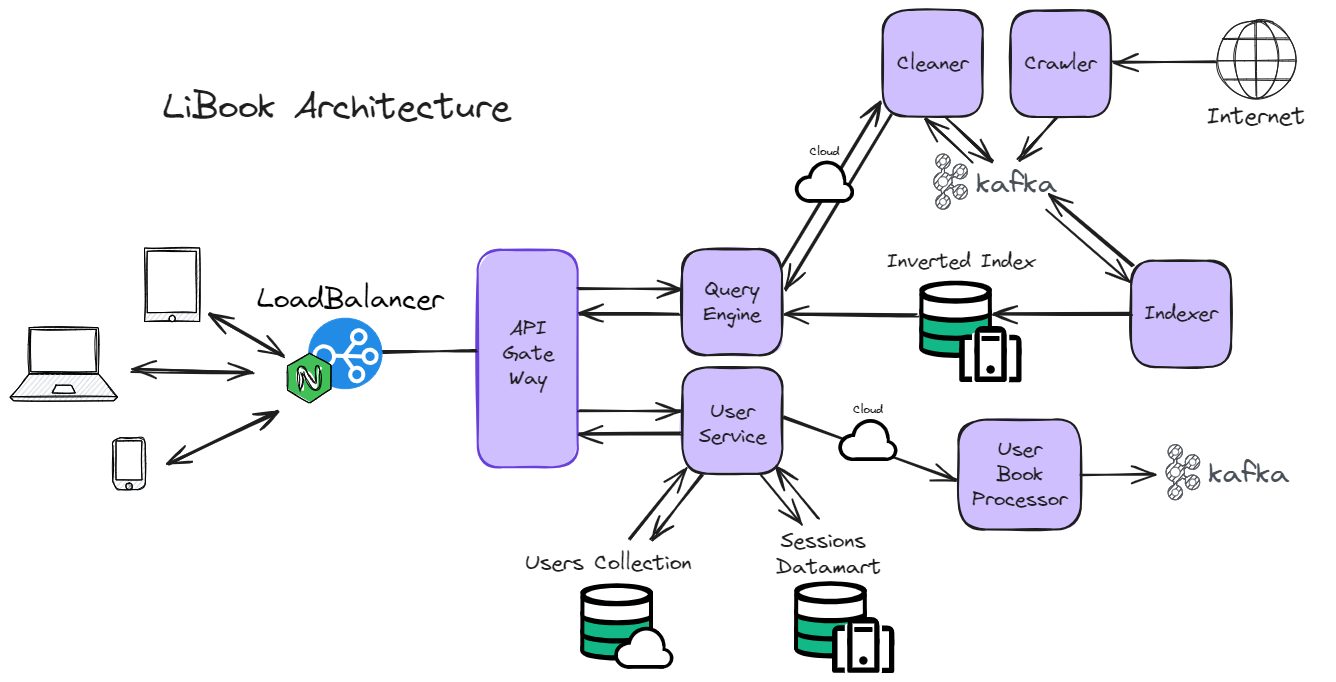 LiBook Architecture
Cleaner
Crawler
Internet
Cloud
kafka
Inverted Index
LoadBalancer
Query
Engine
Indexer
API
Gate
Way
N
User
Service
Cloud
User
Book
Processor
kafka
Users Collection
Sessions
Datamart